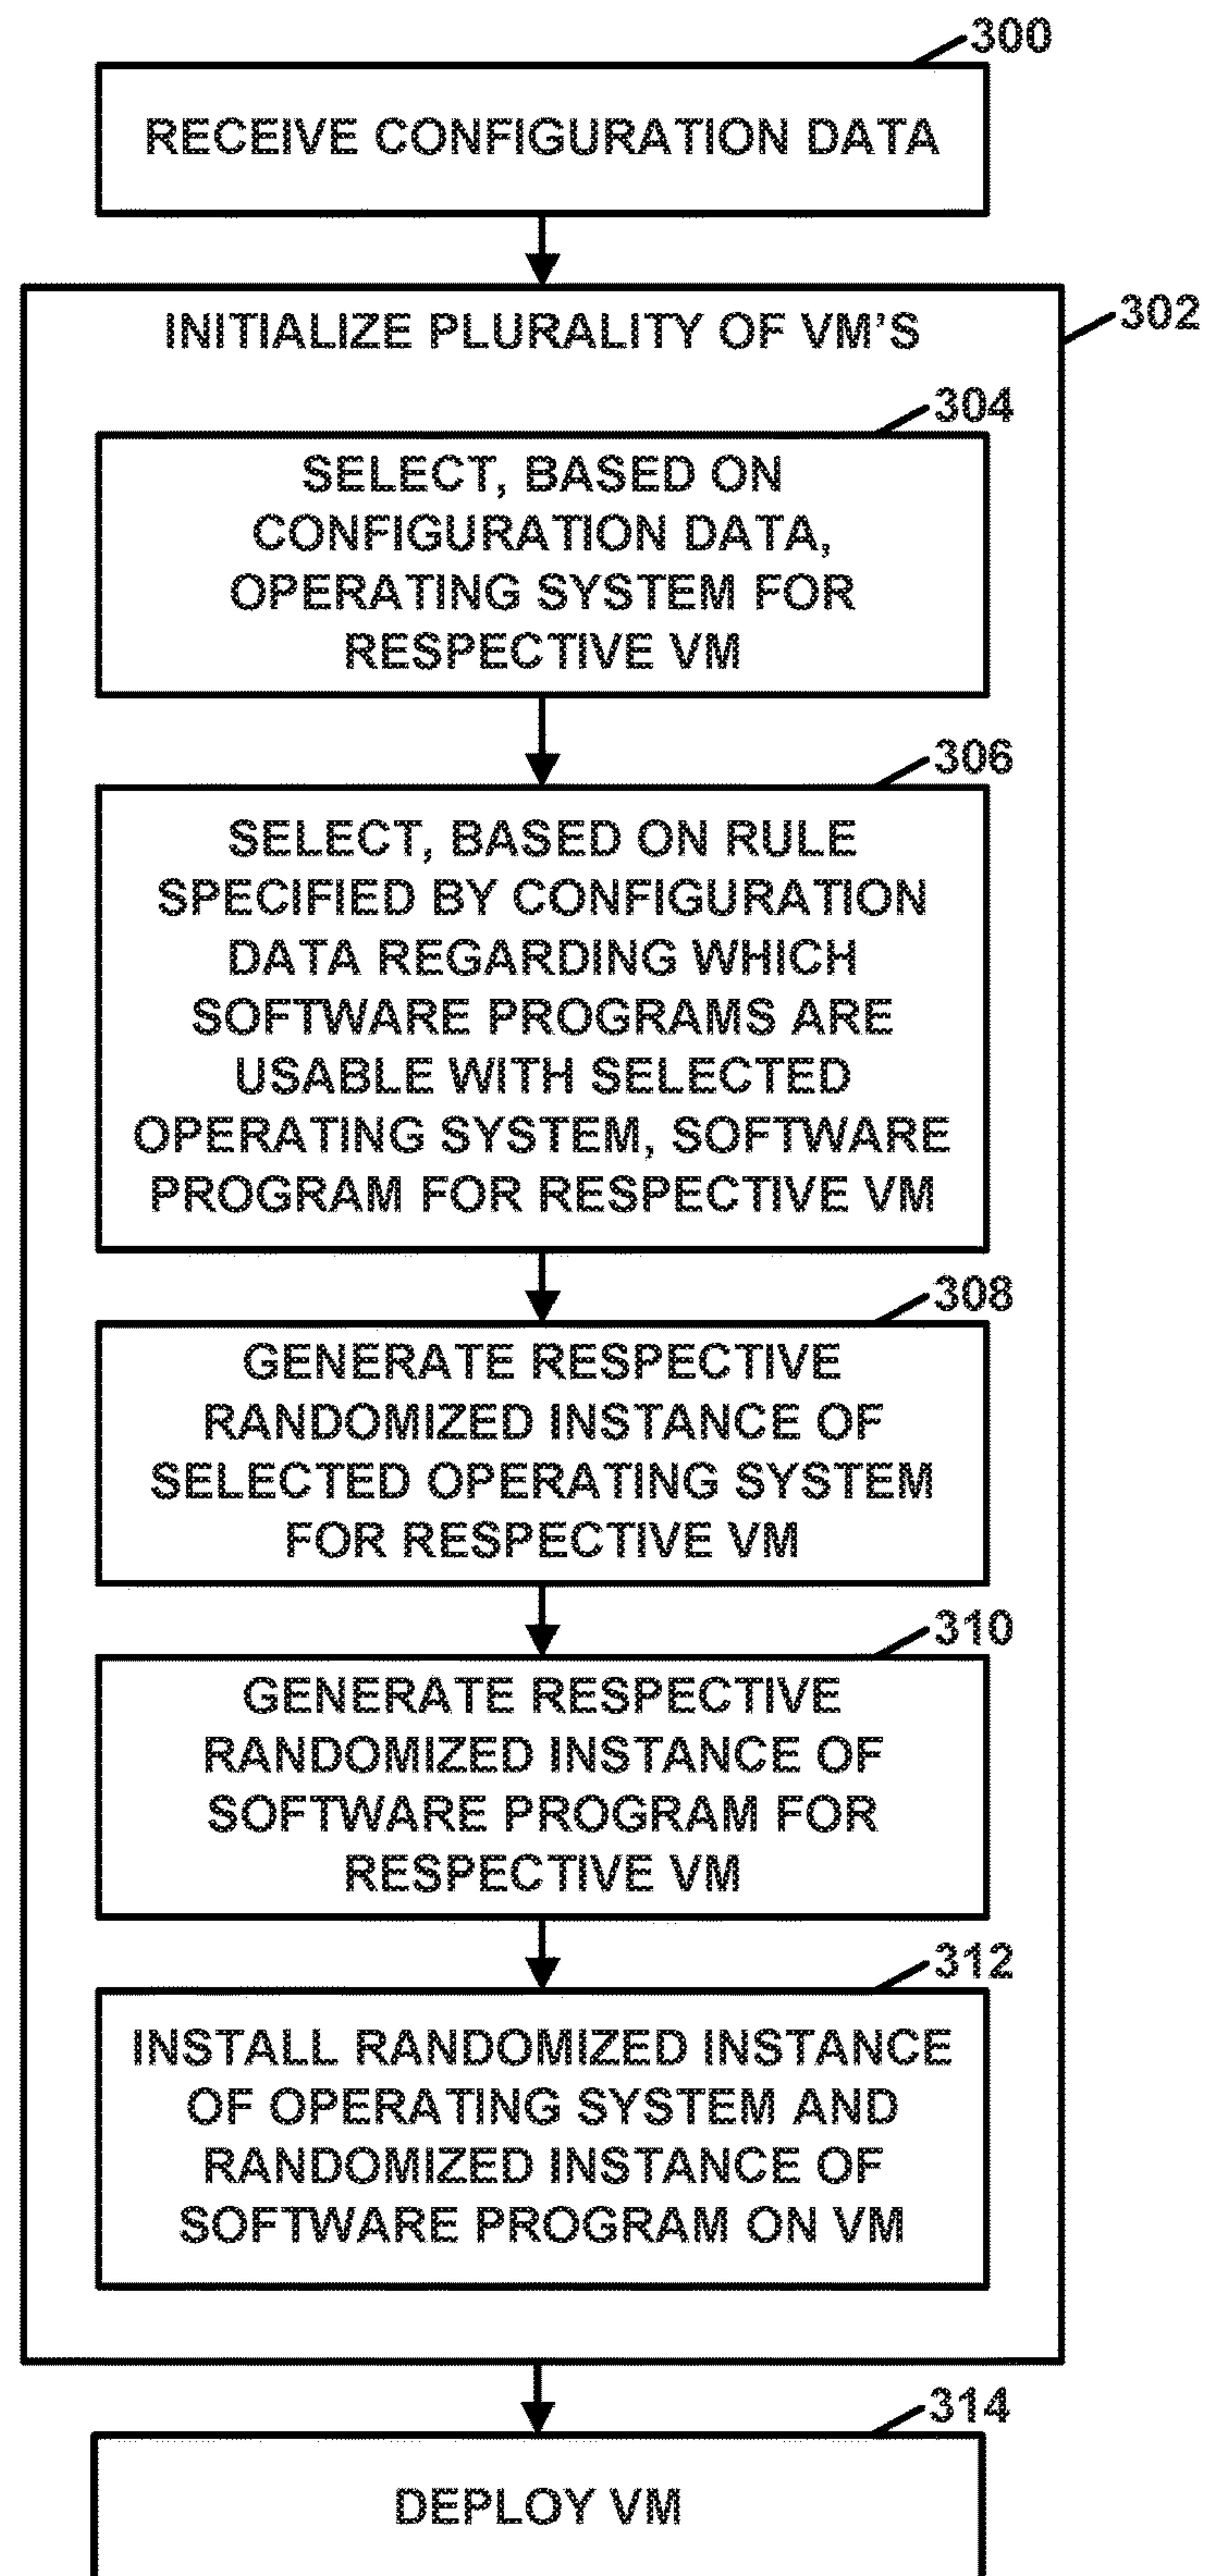 300
RECEIVE CONFIGURATION DATA
302
INITIALIZE PLURALITY OF VM'S
304
SELECT, BASED ON
CONFIGURATION DATA,
OPERATING SYSTEM FOR
RESPECTIVE VM
306
SELECT, BASED ON RULE
SPECIFIED BY CONFIGURATION
DATA REGARDING WHICH
SOFTWARE PROGRAMS ARE
USABLE WITH SELECTED
OPERATING SYSTEM, SOFTWARE
PROGRAM FOR RESPECTIVE VM
308
GENERATE RESPECTIVE
RANDOMIZED INSTANCE OF
SELECTED OPERATING SYSTEM
FOR RESPECTIVE VM
310
GENERATE RESPECTIVE
RANDOMIZED INSTANCE OF
SOFTWARE PROGRAM FOR
RESPECTIVE VM
312
INSTALL RANDOMIZED INSTANCE
OF OPERATING SYSTEM AND
RANDOMIZED INSTANCE OF
SOFTWARE PROGRAM ON VM
314
DEPLOY VM